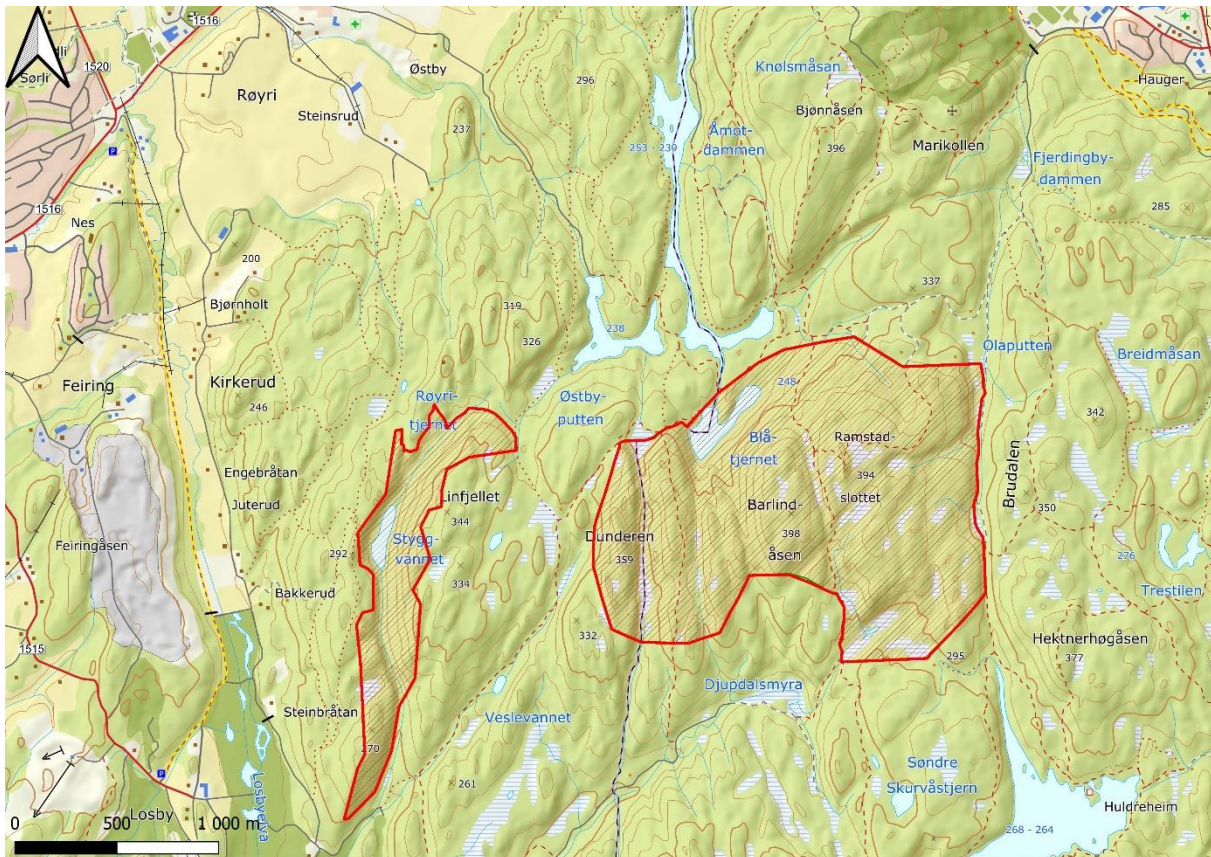 1516
Sørli
1520
Røyri
Steinsrud
Østby
296
237
253 - 239
Åmot-
dammen
Knølsmåsan
Bjønnåsen
396
Marikollen
Hauger
Fjerdingby-
dammen
285
1516
Nes
200
Bjørnholt
319
326
238
337
Olaputten
Breidmåsan
Feiring
Kirkerud
246
Røyri-
tjernet
Østby-
putten
248
Blå-
tjernet
Ramstad-
394
slottet
342
Brudalen
Engebråtan
Juterud
Linfjellet
344
Barlind-
398
åsen
350
Feiringåsen
292
Stygg-
vannet
334
Dunderen
359
276
Trestilen
Bakkerud
332
295
Hektnerhøgåsen
377
1515
Steinbråtan
270
Veslevannet
Djupdalsmyra
261
Søndre
Skurvåstjern
Huldreheim
268 - 264
Losby
Losbyelva
0 500 1 000 m